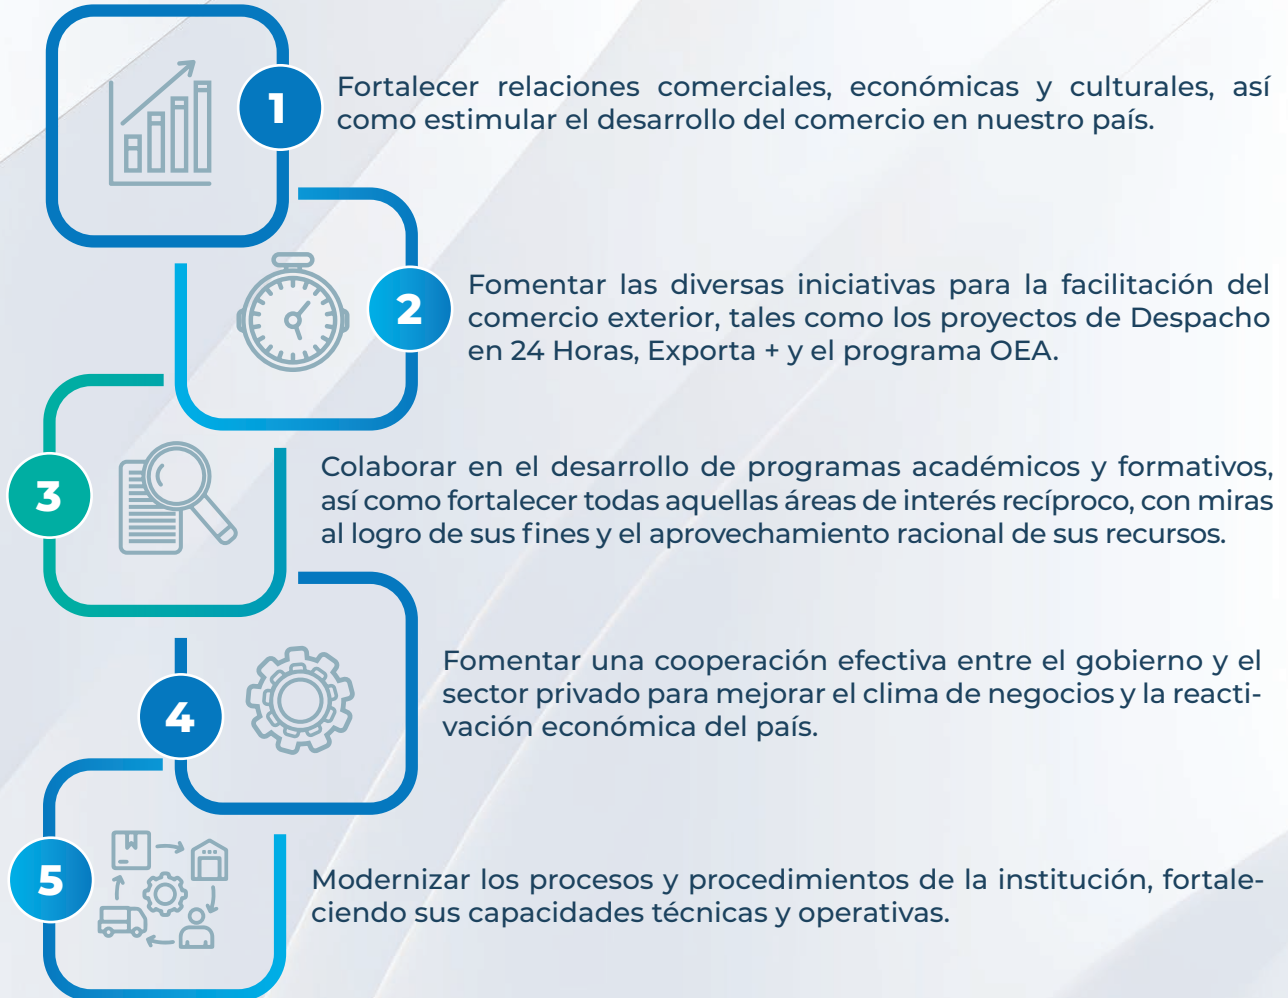 1
Fortalecer relaciones comerciales, económicas y culturales, así
como estimular el desarrollo del comercio en nuestro país.
2
Fomentar las diversas iniciativas para la facilitación del
comercio exterior, tales como los proyectos de Despacho
en 24 Horas, Exporta + y el programa OEA.
3
Colaborar en el desarrollo de programas académicos y formativos,
así como fortalecer todas aquellas áreas de interés recíproco, con miras
al logro de sus fines y el aprovechamiento racional de sus recursos.
4
Fomentar una cooperación efectiva entre el gobierno y el
sector privado para mejorar el clima de negocios y la reacti-
vación económica del país.
5
Modernizar los procesos y procedimientos de la institución, fortale-
ciendo sus capacidades técnicas y operativas.